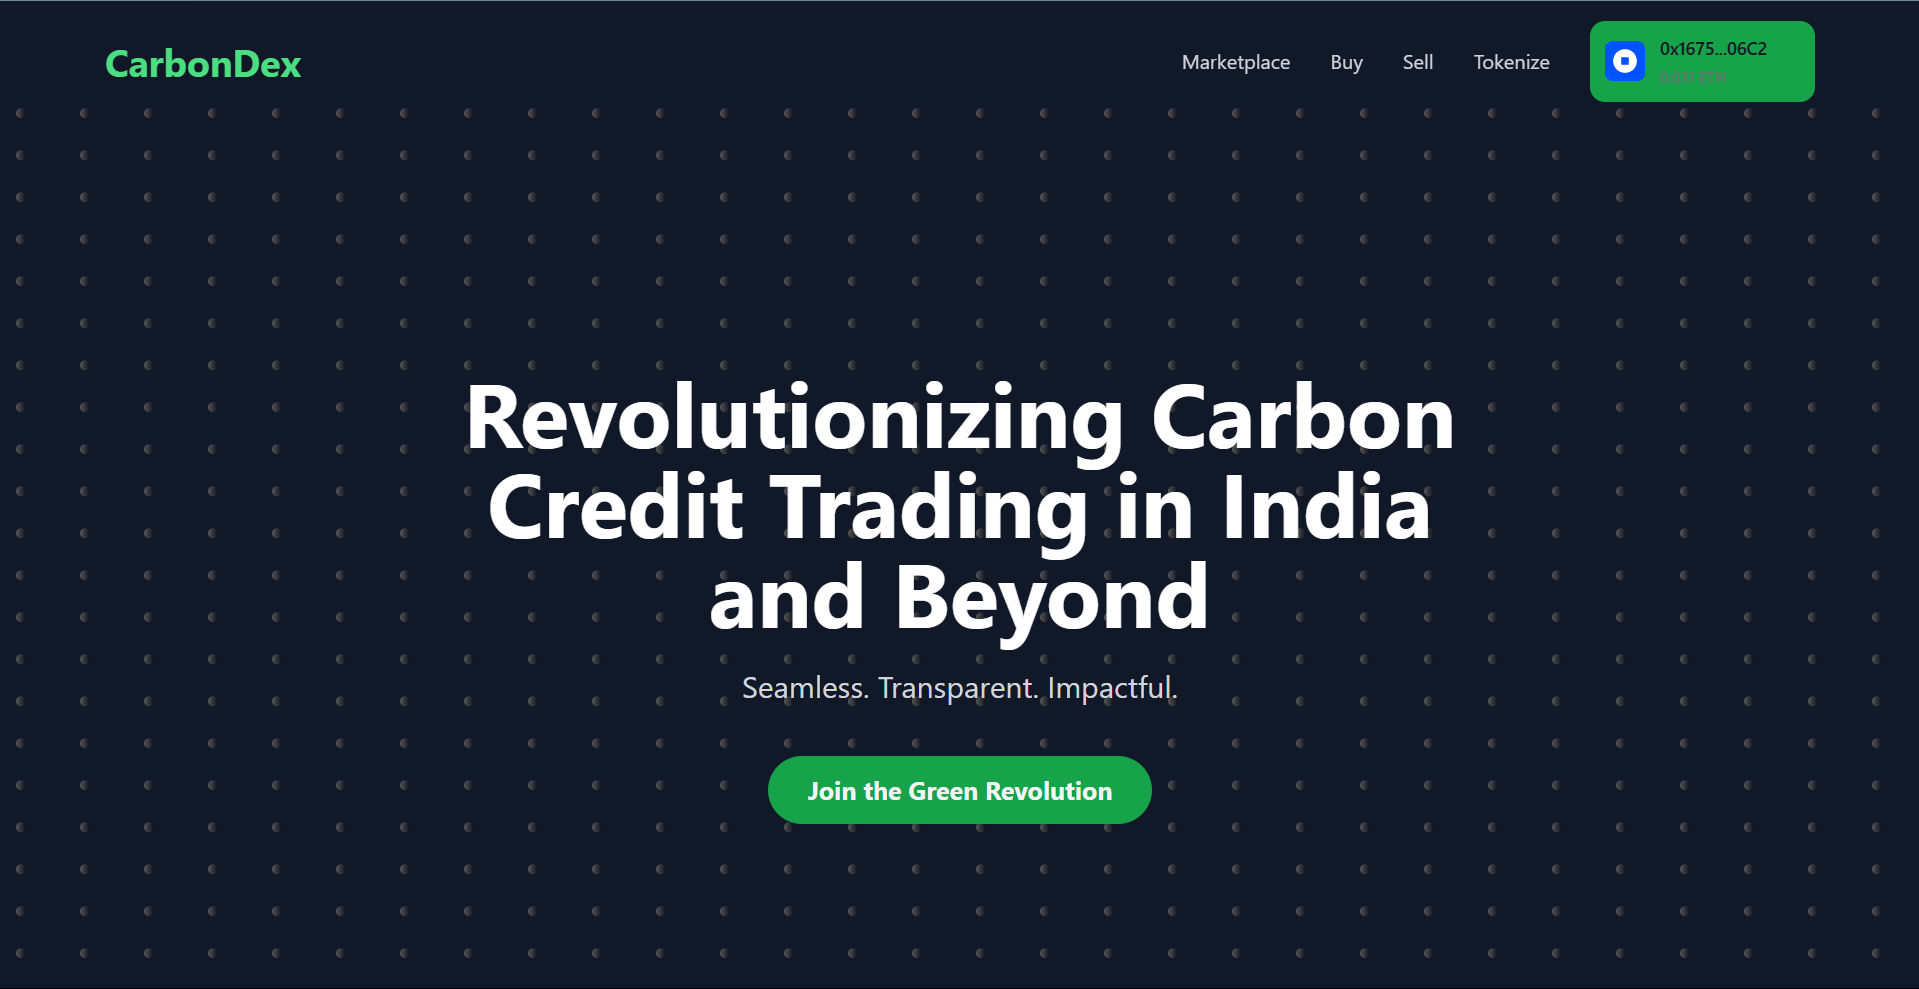 CarbonDex
Marketplace Buy Sell Tokenize
0x1675...06C2
ETH
Revolutionizing Carbon
Credit Trading in India
and Beyond
Seamless. Transparent. Impactful.
Join the Green Revolution